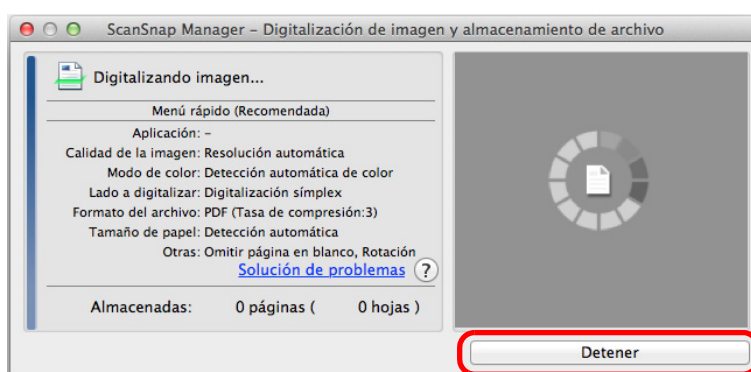 ScanSnap Manager – Digitalización de imagen y almacenamiento de archivo
Digitalizando imagen...
Menú rápido (Recomendada)
Aplicación: –
Calidad de la imagen: Resolución automática
Modo de color: Detección automática de color
Lado a digitalizar: Digitalización símplex
Formato del archivo: PDF (Tasa de compresión:3)
Tamaño de papel: Detección automática
Otras: Omitir página en blanco, Rotación
Solución de problemas ?
Almacenadas: 0 páginas ( 0 hojas )
Detener